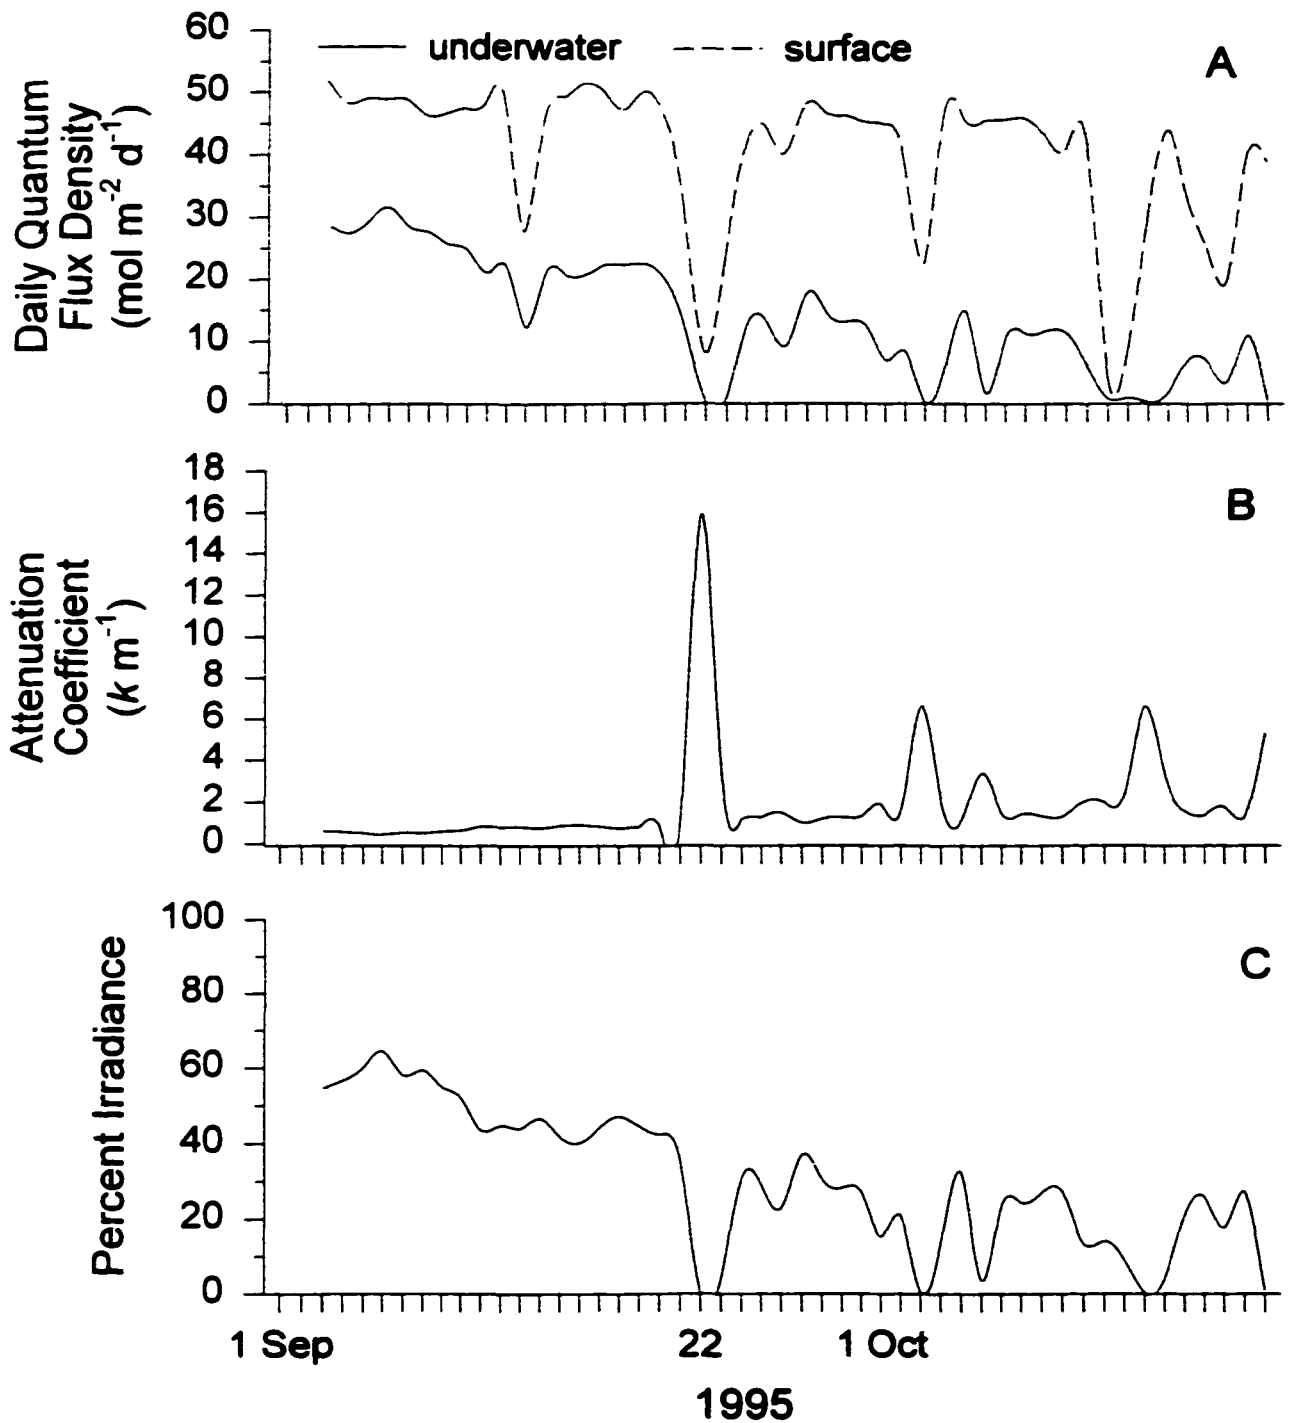 underwater surface
A
Daily Quantum
Flux Density
(mol m-2 d-1)
60
50
40
30
20
10
0
B
Attenuation
Coefficient
(k m-1)
18
16
14
12
10
8
6
4
2
0
C
Percent Irradiance
100
80
60
40
20
0
1 Sep 22 1 Oct
1995